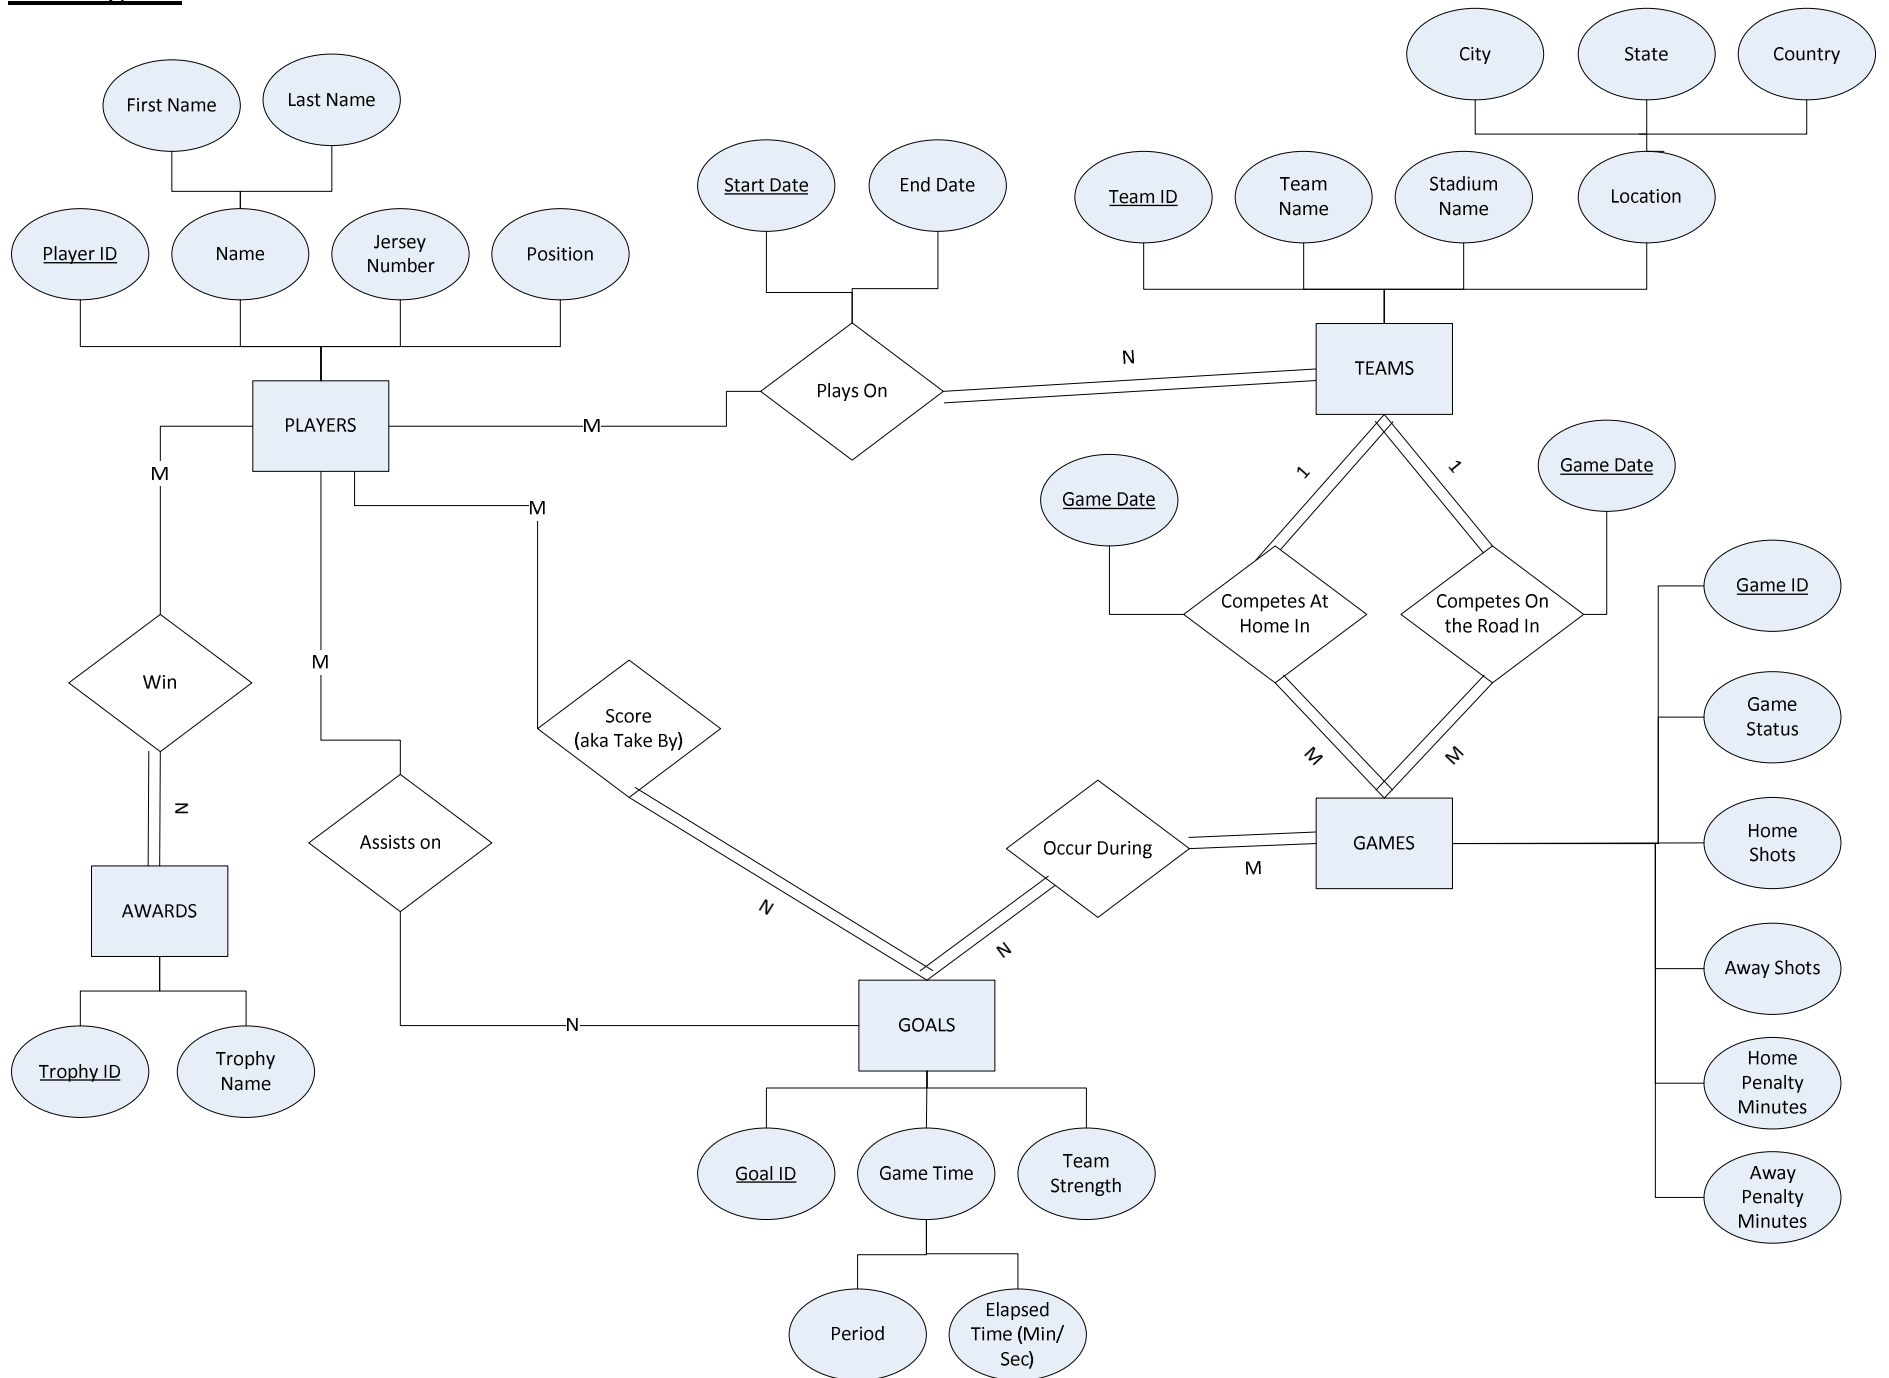 City
State
Country
First Name
Last Name
Start Date
End Date
Team ID
Team
Name
Stadium
Name
Location
Player ID
Name
Jersey
Number
Position
TEAMS
N
Plays On
PLAYERS
M
M
M
1
1
Game Date
Game Date
Game ID
Competes At
Home In
Competes On
the Road In
M
Win
Score
(aka Take By)
Game
Status
M
M
N
Assists on
Occur During
M
GAMES
Home
Shots
AWARDS
N
N
Away Shots
N
GOALS
Trophy ID
Trophy
Name
Home
Penalty
Minutes
Goal ID
Game Time
Team
Strength
Away
Penalty
Minutes
Period
Elapsed
Time (Min/
Sec)